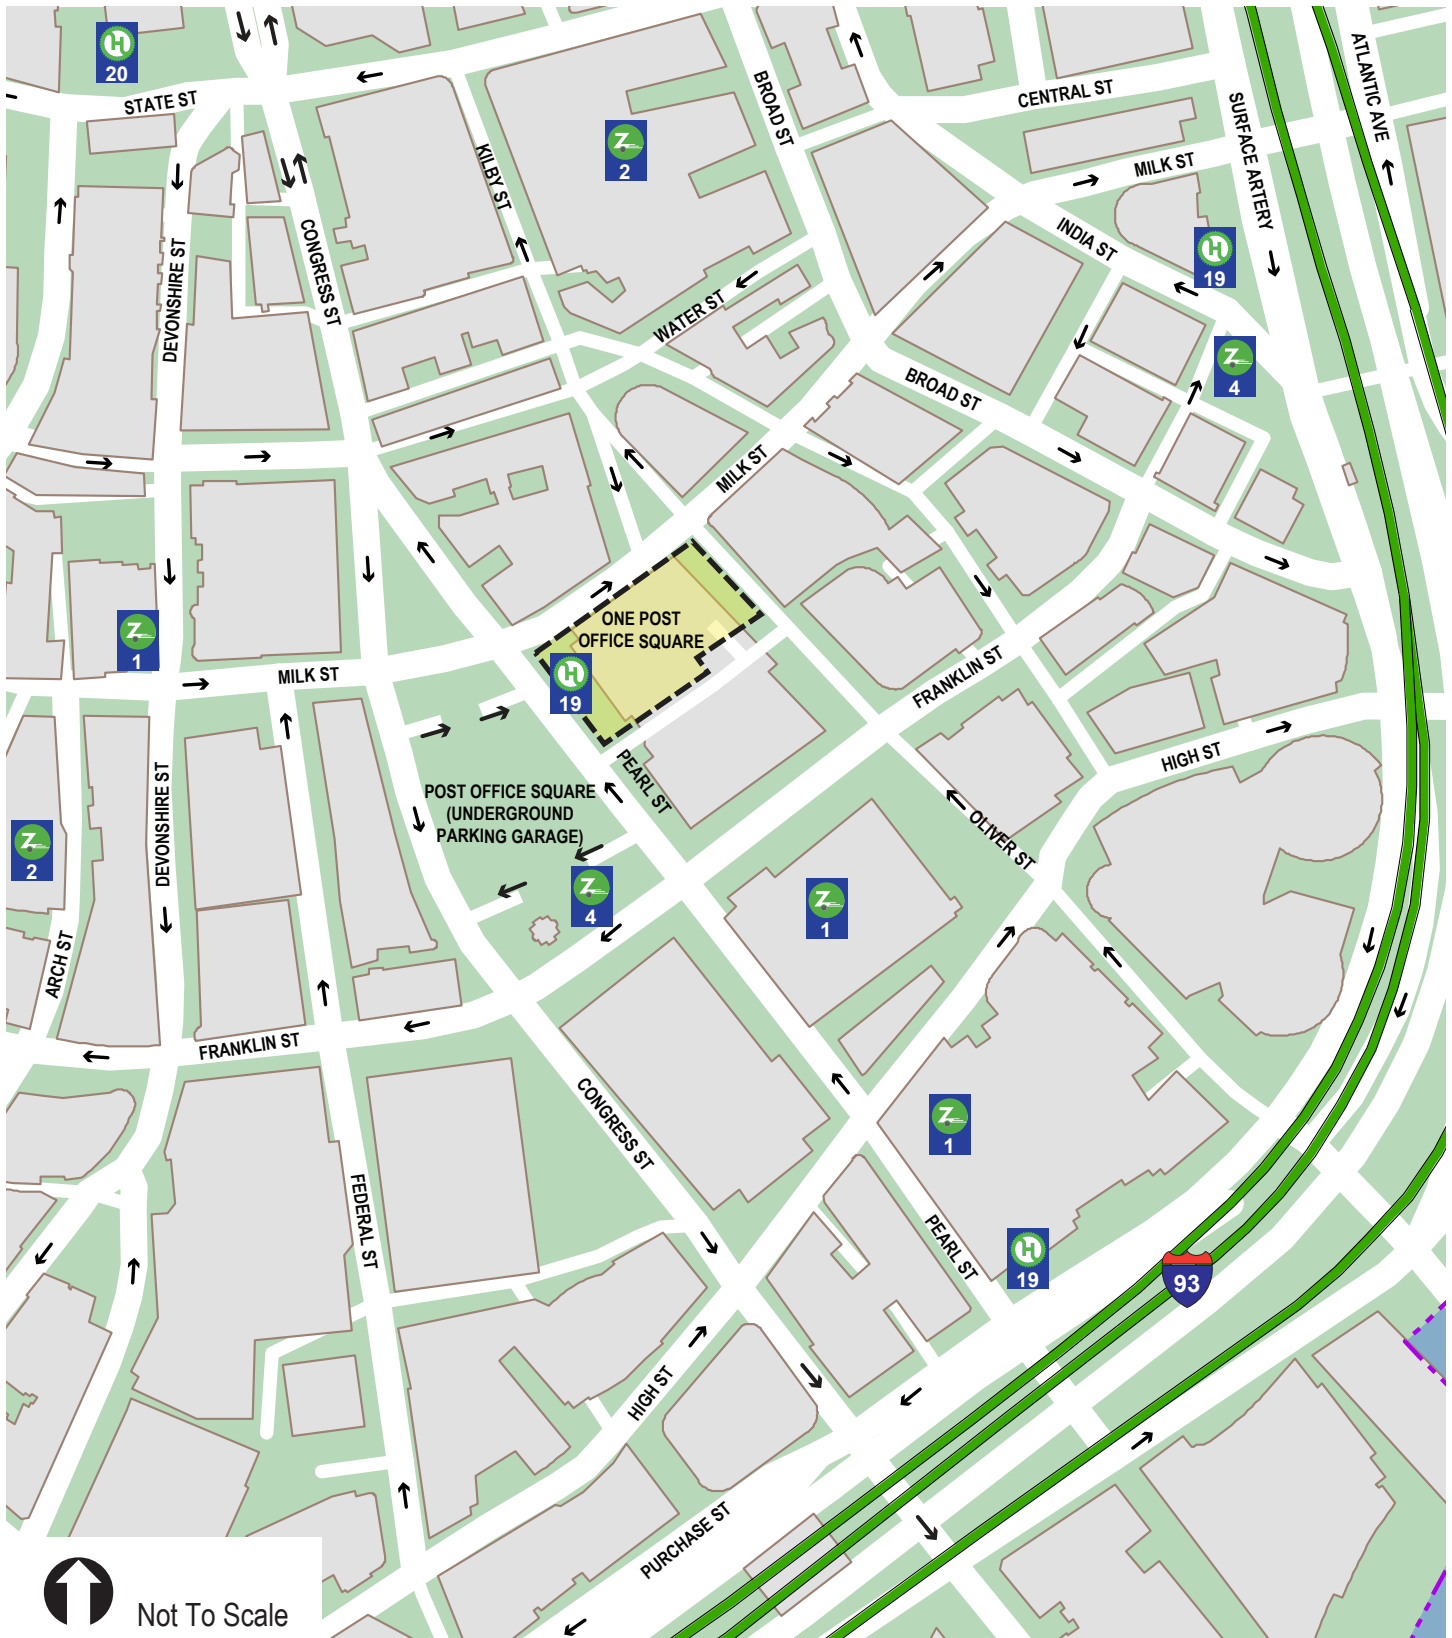 20
STATE ST
2
KILBY ST
BROAD ST
CENTRAL ST
ATLANTIC AVE
SURFACE ARTERY
MILK ST
INDIA ST
19
DEVONSHIRE ST
CONGRESS ST
WATER ST
4
BROAD ST
MILK ST
ONE POST
OFFICE SQUARE
1
MILK ST
19
FRANKLIN ST
HIGH ST
PEARL ST
POST OFFICE SQUARE
(UNDERGROUND
PARKING GARAGE)
DEVONSHIRE ST
2
OLIVER ST
4
1
ARCH ST
FRANKLIN ST
CONGRESS ST
1
FEDERAL ST
PEARL ST
19
93
HIGH ST
PURCHASE ST
Not To Scale